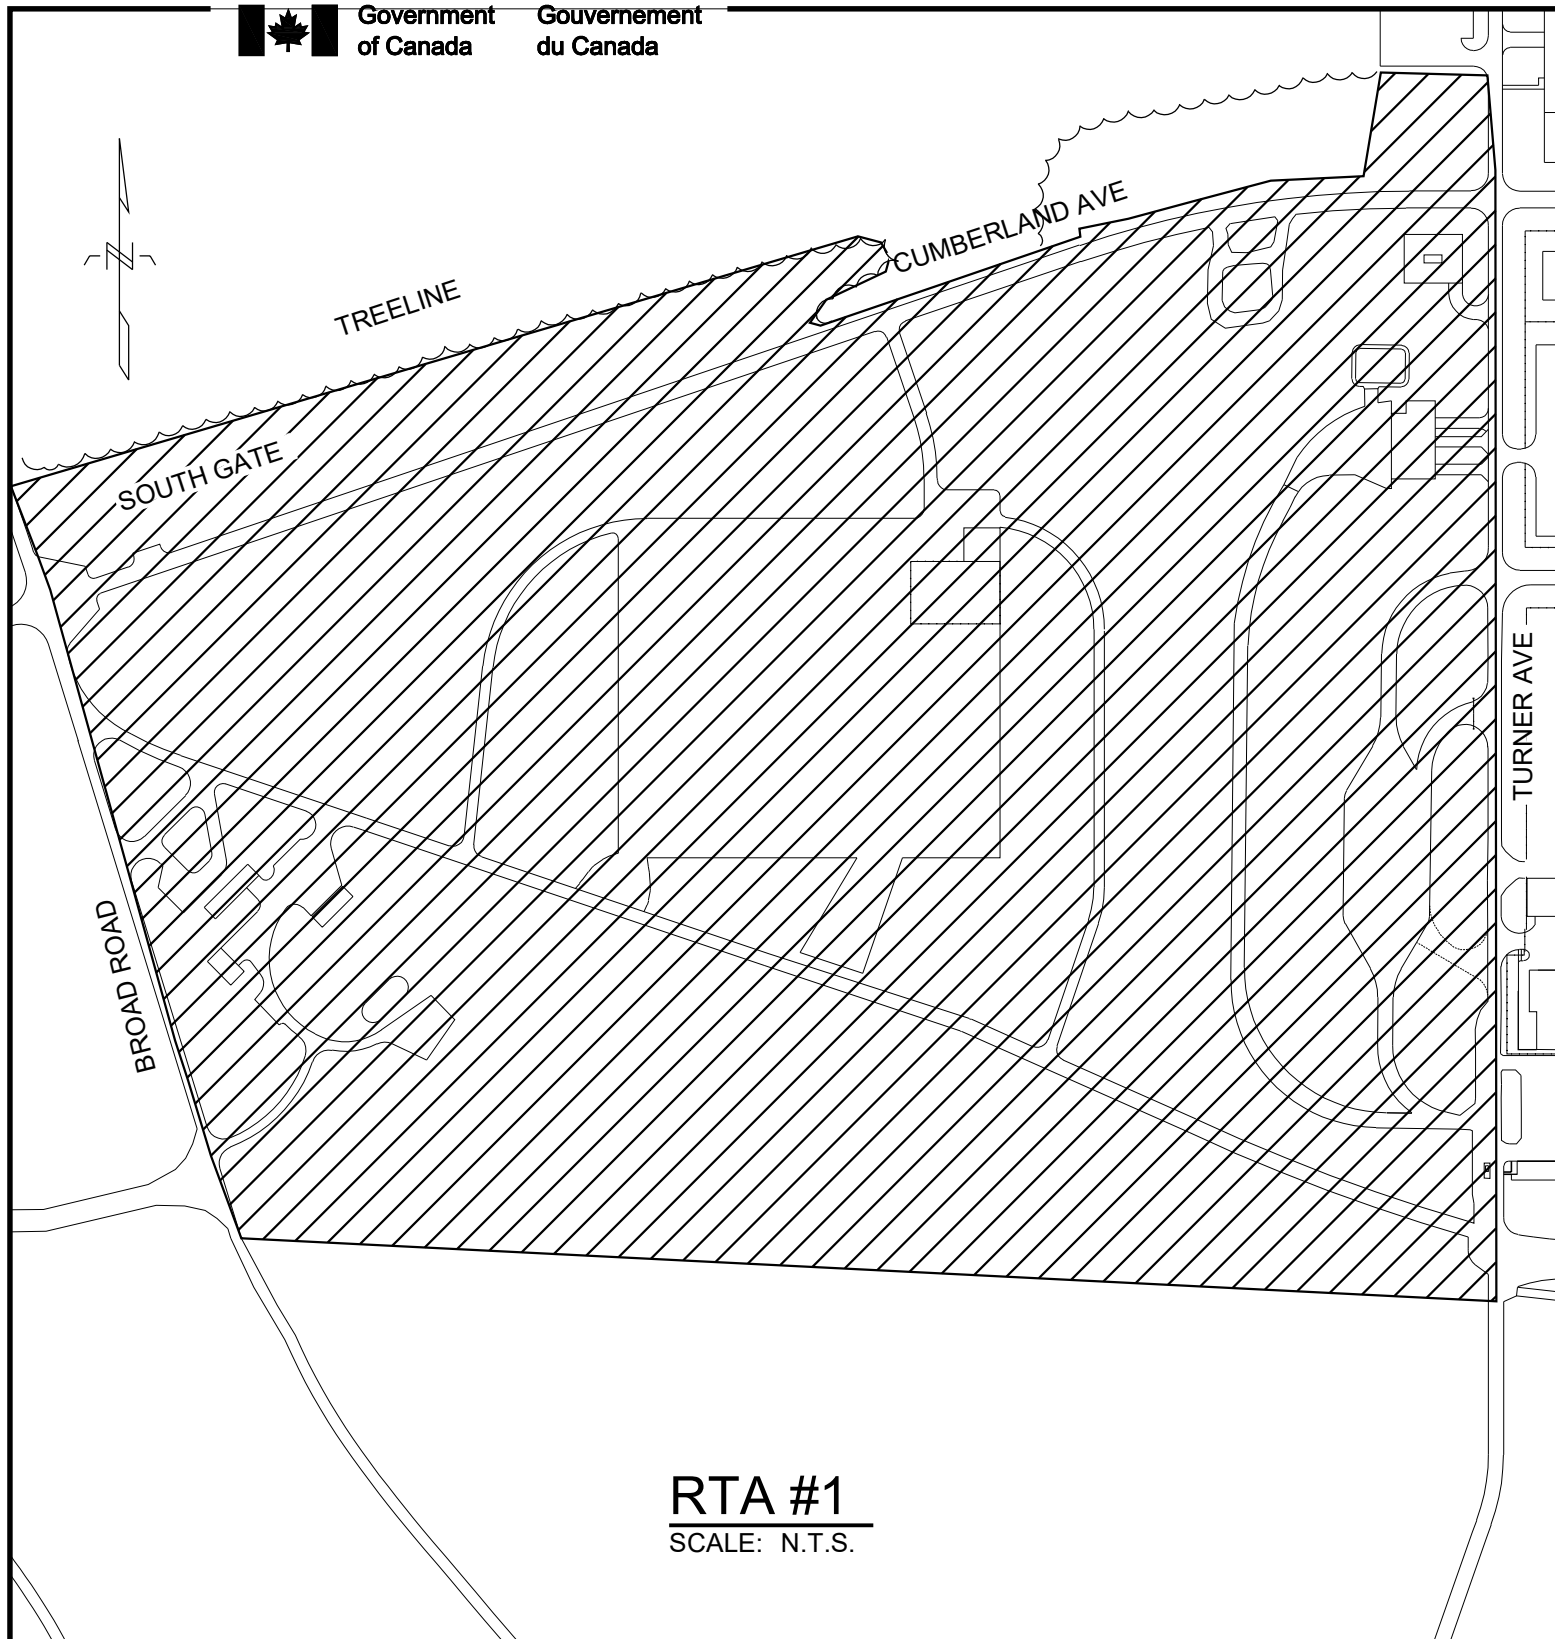 Government
of Canada
Gouvernement
du Canada
N
TREELINE
CUMBERLAND AVE
SOUTH GATE
TURNER AVE
BROAD ROAD
RTA #1
SCALE: N.T.S.